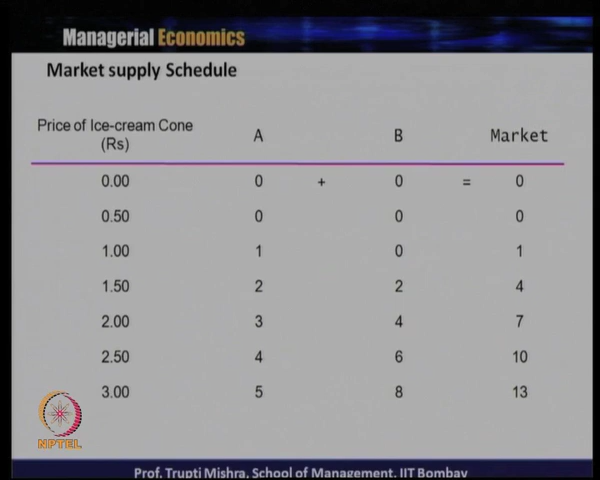 Managerial Economics
Market supply Schedule
Price of Ice-cream Cone (Rs) A B Market
0.00 0 + 0 = 0
0.50 0 0 0
1.00 1 0 1
1.50 2 2 4
2.00 3 4 7
2.50 4 6 10
3.00 5 8 13
NPTEL
Prof. Trupti Mishra, School of Management, IIT Bombay